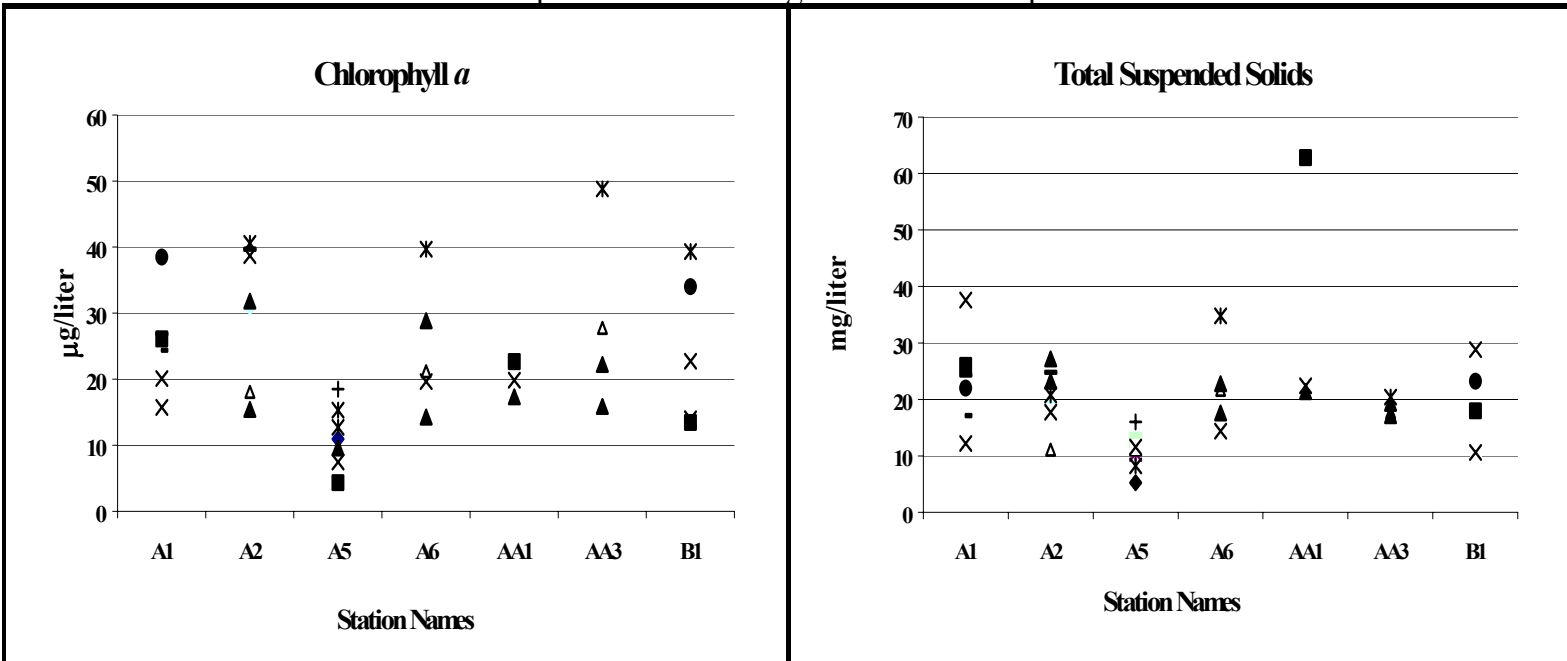 Chlorophyll a
60
50
40
30
20
10
0
µg/liter
A1 A2 A5 A6 AA1 AA3 B1
Station Names
Total Suspended Solids
70
60
50
40
30
20
10
0
mg/liter
A1 A2 A5 A6 AA1 AA3 B1
Station Names